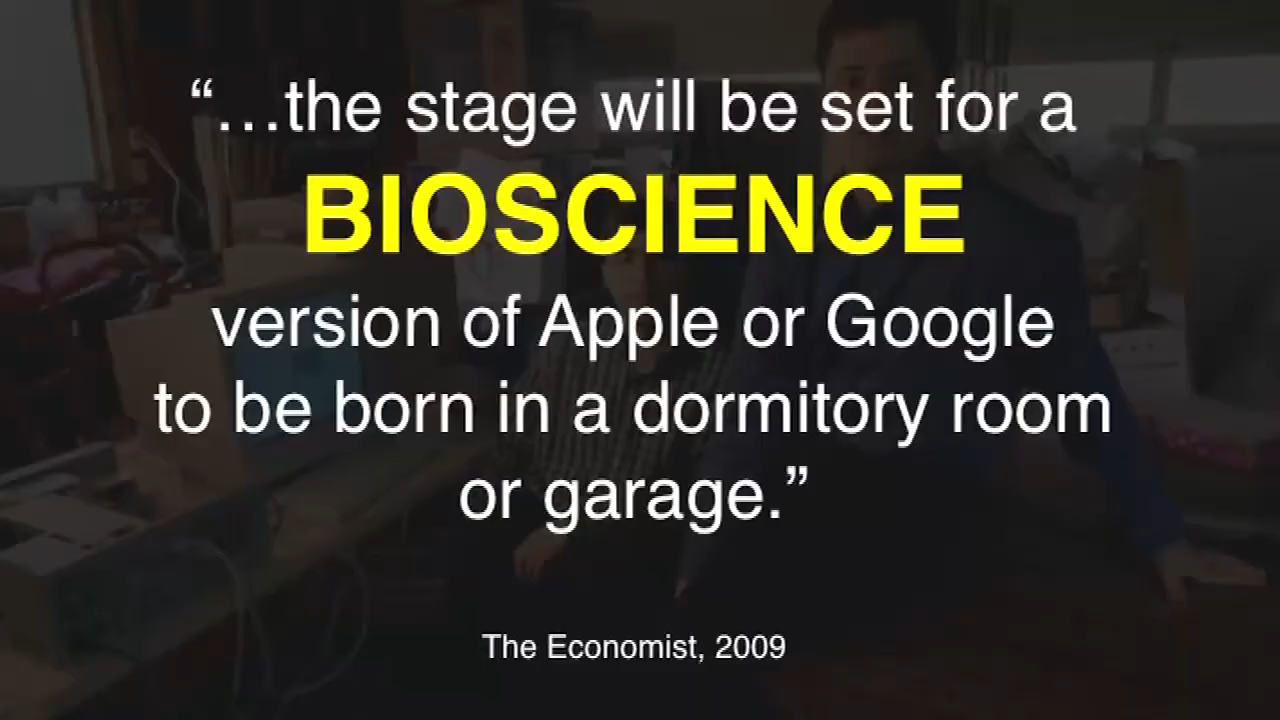 “…the stage will be set for a
BIOSCIENCE
version of Apple or Google
to be born in a dormitory room
or garage.”
The Economist, 2009